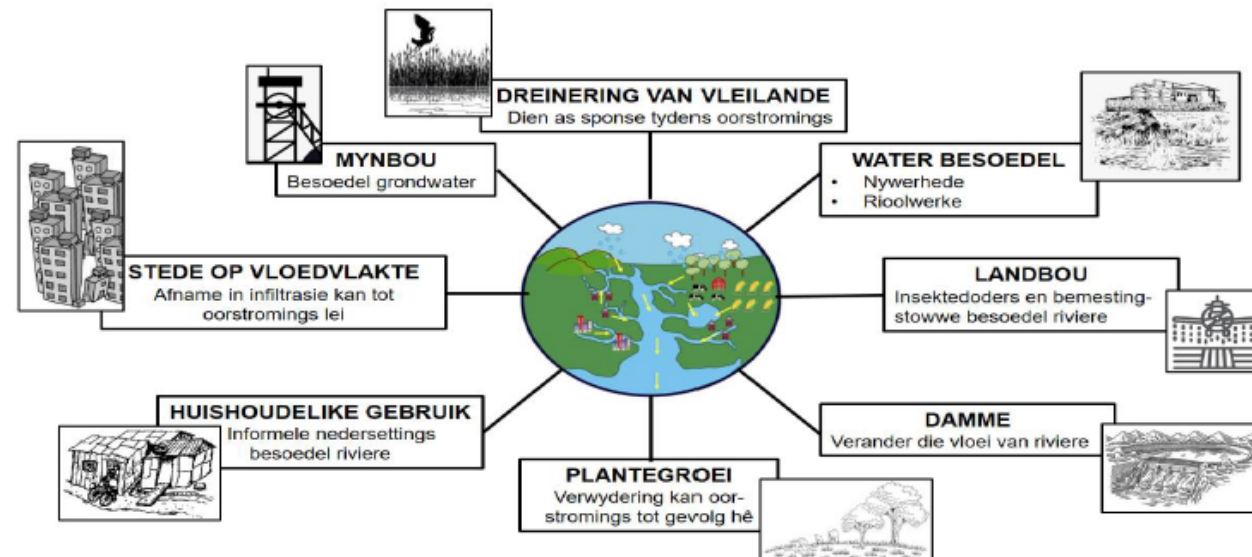 DREINERING VAN VLEILANDE
Dien as sponse tydens oorstromings
MYNBOU
Besoedel grondwater
WATER BESOEDEL
• Nywerhede
• Rioolwerke
STEDE OP VLOEDVLAKTE
Afname in infiltrasie kan tot
oorstromings lei
LANDBOU
Insektedoders en bemesting-
stowwe besoedel riviere
HUISHOUDELIKE GEBRUIK
Informele nedersettings
besoedel riviere
DAMME
Verander die vloei van riviere
PLANTEGROEI
Verwydering kan oor-
stromings tot gevolg hê